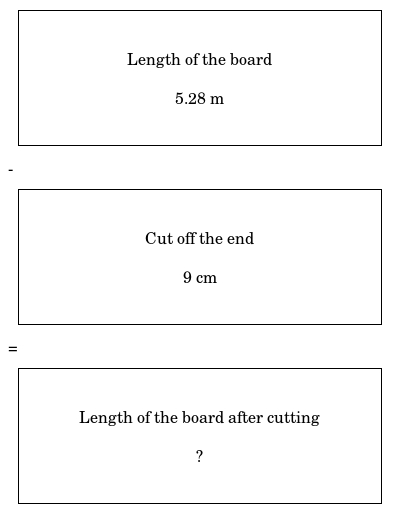 Length of the board
5.28 m
-
Cut off the end
9 cm
=
Length of the board after cutting
?